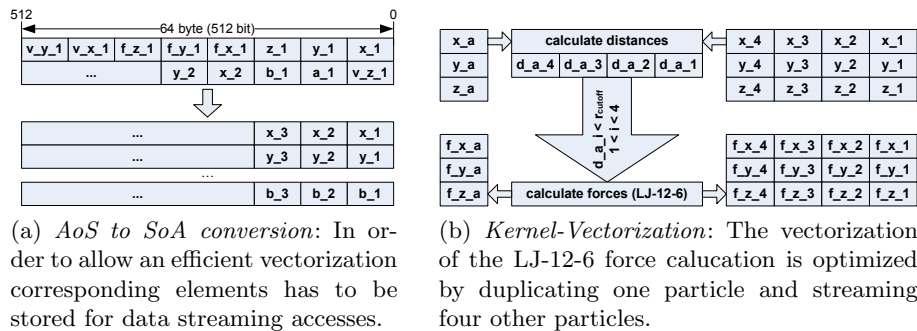 512 0
64 byte (512 bit)
v_y_1 v_x_1 f_z_1 f_y_1 f_x_1 z_1 y_1 x_1
... y_2 x_2 b_1 a_1 v_z_1
... x_3 x_2 x_1
... y_3 y_2 y_1
...
... b_3 b_2 b_1
(a) AoS to SoA conversion: In or-
der to allow an efficient vectorization
corresponding elements has to be
stored for data streaming accesses.
x_a calculate distances x_4 x_3 x_2 x_1
y_a d_a_4 d_a_3 d_a_2 d_a_1 y_4 y_3 y_2 y_1
z_a z_4 z_3 z_2 z_1
d_a_i < rcutoff
1 < i < 4
f_x_a f_x_4 f_x_3 f_x_2 f_x_1
f_y_a f_y_4 f_y_3 f_y_2 f_y_1
f_z_a calculate forces (LJ-12-6) f_z_4 f_z_3 f_z_2 f_z_1
(b) Kernel-Vectorization: The vectorization
of the LJ-12-6 force calucation is optimized
by duplicating one particle and streaming
four other particles.